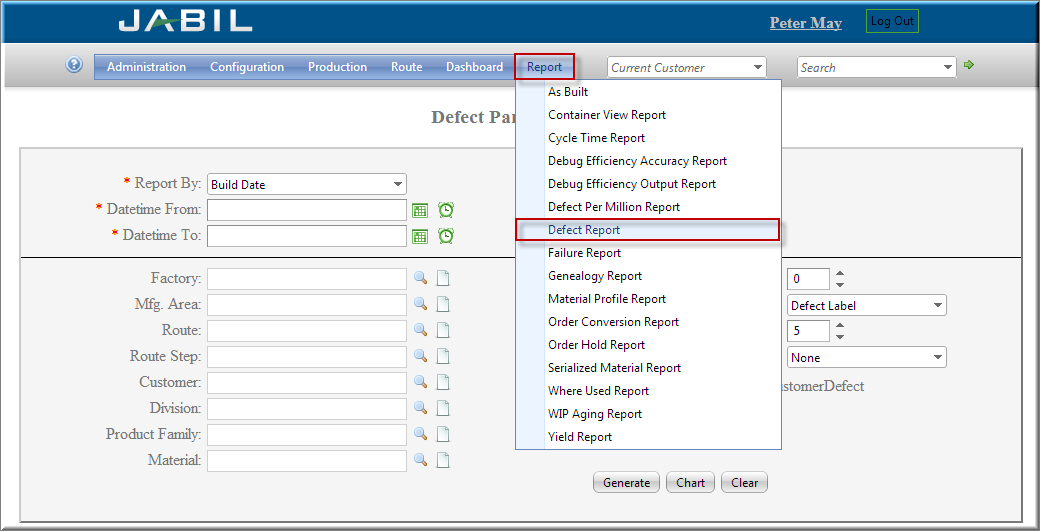 JABIL
Peter May
Log Out
Administration Configuration Production Route Dashboard Report
Current Customer
Search
Defect Par
As Built
Container View Report
Cycle Time Report
Debug Efficiency Accuracy Report
Debug Efficiency Output Report
Defect Per Million Report
Defect Report
Failure Report
Genealogy Report
Material Profile Report
Order Conversion Report
Order Hold Report
Serialized Material Report
Where Used Report
WIP Aging Report
Yield Report
* Report By: Build Date
* Datetime From:
* Datetime To:
Factory:
Mfg. Area:
Route:
Route Step:
Customer:
Division:
Product Family:
Material:
0
Defect Label
5
None
stomerDefect
Generate Chart Clear